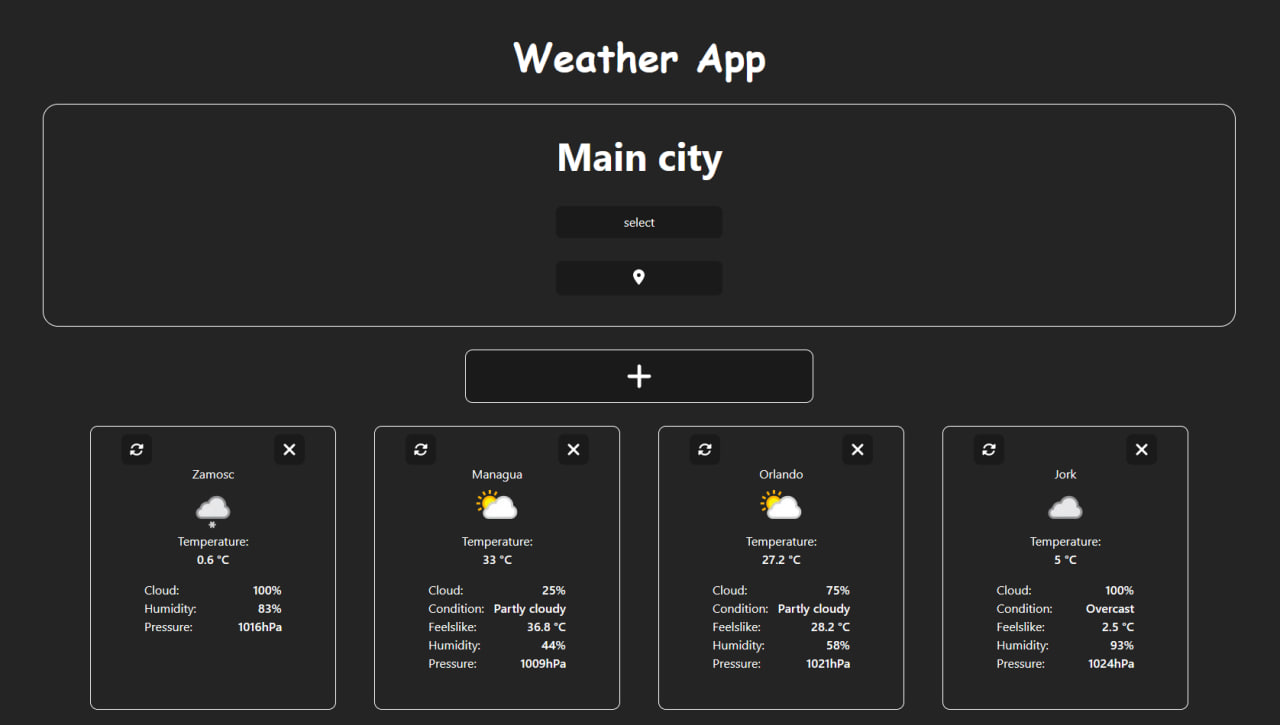 Weather App
Main city
select
Zamosc
Temperature:
0.6 °C
Cloud: 100%
Humidity: 83%
Pressure: 1016hPa
Managua
Temperature:
33 °C
Cloud: 25%
Condition: Partly cloudy
Feelslike: 36.8 °C
Humidity: 44%
Pressure: 1009hPa
Orlando
Temperature:
27.2 °C
Cloud: 75%
Condition: Partly cloudy
Feelslike: 28.2 °C
Humidity: 58%
Pressure: 1021hPa
Jork
Temperature:
5 °C
Cloud: 100%
Condition: Overcast
Feelslike: 2.5 °C
Humidity: 93%
Pressure: 1024hPa